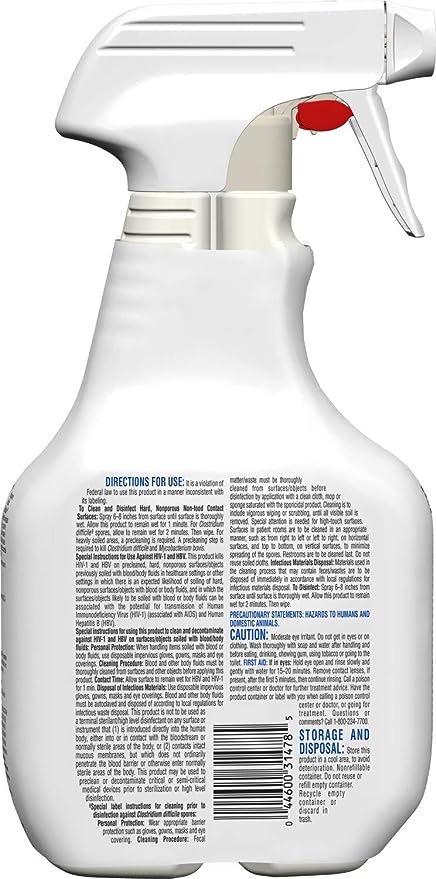 DIRECTIONS FOR USE: It is a violation of
Federal law to use this product in a manner inconsistent with
its labeling.
To Clean and Disinfect Hard, Nonporous Non-food Contact
Surfaces: Spray 6–8 inches from surface until surface is thoroughly
wet. Allow this product to remain wet for 1 minute. For Clostridium
difficile‡ spores, allow to remain wet for 2 minutes. Then wipe. For
heavily soiled areas, a precleaning is required. A precleaning step is
required to kill Clostridium difficile and Mycobacterium bovis.
Special Instructions for Use Against HIV-1 and HBV. This product kills
HIV-1 and HBV on precleaned, hard, nonporous surfaces/objects
previously soiled with blood/body fluids in healthcare settings or other
settings in which there is an expected likelihood of soiling of hard,
nonporous surfaces/objects with blood or body fluids, and in which the
surfaces/objects likely to be soiled with blood or body fluids can be
associated with the potential for transmission of Human
Immunodeficiency Virus (HIV-1) (associated with AIDS) and Human
Hepatitis B (HBV).
Special instructions for using this product to clean and decontaminate
against HIV-1 and HBV on surfaces/objects soiled with blood/body
fluids: Personal Protection: When handling items soiled with blood or
body fluids, use disposable impervious gloves, gowns, masks and eye
coverings. Cleaning Procedure: Blood and other body fluids must be
thoroughly cleaned from surfaces and other objects before applying this
product. Contact Time: Allow surface to remain wet for HBV and HIV-1
for 1 min. Disposal of Infectious Materials: Use disposable impervious
gloves, gowns, masks and eye coverings. Blood and other body fluids
must be autoclaved and disposed of according to local regulations for
infectious waste disposal. This product is not to be used as
a terminal sterilant/high level disinfectant on any surface or
instrument that (1) is introduced directly into the human
body, either into or in contact with the bloodstream or
normally sterile areas of the body, or (2) contacts intact
mucous membranes, but which does not ordinarily
penetrate the blood barrier or otherwise enter normally
sterile areas of the body. This product may be used to
preclean or decontaminate critical or semi-critical
medical devices prior to sterilization or high level
disinfection.
‡Special label instructions for cleaning prior to
disinfection against Clostridium difficile spores:
Personal Protection: Wear appropriate barrier
protection such as gloves, gowns, masks and eye
covering. Cleaning Procedure: Fecal
matter/waste must be thoroughly
cleaned from surfaces/objects before
disinfection by application with a clean cloth, mop or
sponge saturated with the sporicidal product. Cleaning is to
include vigorous wiping or scrubbing, until all visible soil is
removed. Special attention is needed for high-touch surfaces.
Surfaces in patient rooms are to be cleaned in an appropriate
manner, such as from right to left or left to right, on horizontal
surfaces, and top to bottom, on vertical surfaces, to minimize
spreading of the spores. Restrooms are to be cleaned last. Do not
reuse soiled cloths. Infectious Materials Disposal: Materials used in
the cleaning process that may contain feces/wastes are to be
disposed of immediately in accordance with local regulations for
infectious materials disposal. To Disinfect: Spray 6–8 inches from
surface until surface is thoroughly wet. Allow this product to remain
wet for 2 minutes. Then wipe.
PRECAUTIONARY STATEMENTS: HAZARDS TO HUMANS AND
DOMESTIC ANIMALS.
CAUTION: Moderate eye irritant. Do not get in eyes or on
clothing. Wash thoroughly with soap and water after handling and
before eating, drinking, chewing gum, using tobacco or going to the
toilet. FIRST AID: If in eyes: Hold eye open and rinse slowly and
gently with water for 15–20 minutes. Remove contact lenses, if
present, after the first 5 minutes, then continue rinsing. Call a poison
control center or doctor for further treatment advice. Have the
product container or label with you when calling a poison control
center or doctor, or going for
treatment. Questions or
comments? Call 1-800-234-7700.
STORAGE AND
DISPOSAL: Store this
product in a cool area, to avoid
deterioration. Nonrefillable
container. Do not reuse or
refill empty container.
Recycle empty
container or
discard in
trash.
0 44600 31478 5